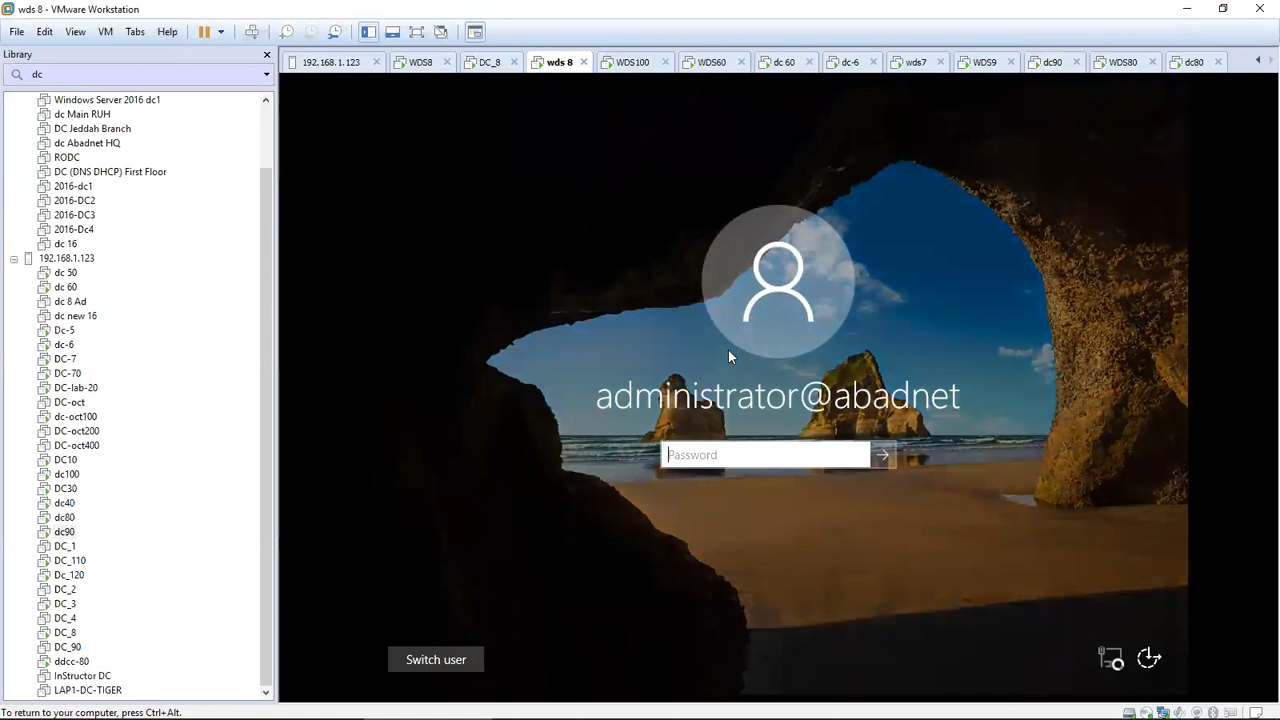 wds 8 - VMware Workstation
File Edit View VM Tabs Help
Library
dc
192.168.1.123 WDS8 DC_8 wds 8 WDS100 WDS60 dc 60 dc-6 wds7 WDS9 dc90 WDS80 dc80
Windows Server 2016 dc1
dc Main RUH
DC Jeddah Branch
dc Abadnet HQ
RODC
DC (DNS DHCP) First Floor
2016-dc1
2016-DC2
2016-DC3
2016-Dc4
dc 16
192.168.1.123
dc 50
dc 60
dc 8 Ad
dc new 16
Dc-5
dc-6
DC-7
DC-70
DC-lab-20
DC-oct
dc-oct100
DC-oct200
DC-oct400
DC10
dc100
DC30
dc40
dc80
dc90
DC_1
DC_110
Dc_120
DC_2
DC_3
DC_4
DC_8
DC_90
ddcc-80
InStructor DC
LAP1-DC-TIGER
administrator@abadnet
Password
Switch user
To return to your computer, press Ctrl+Alt.